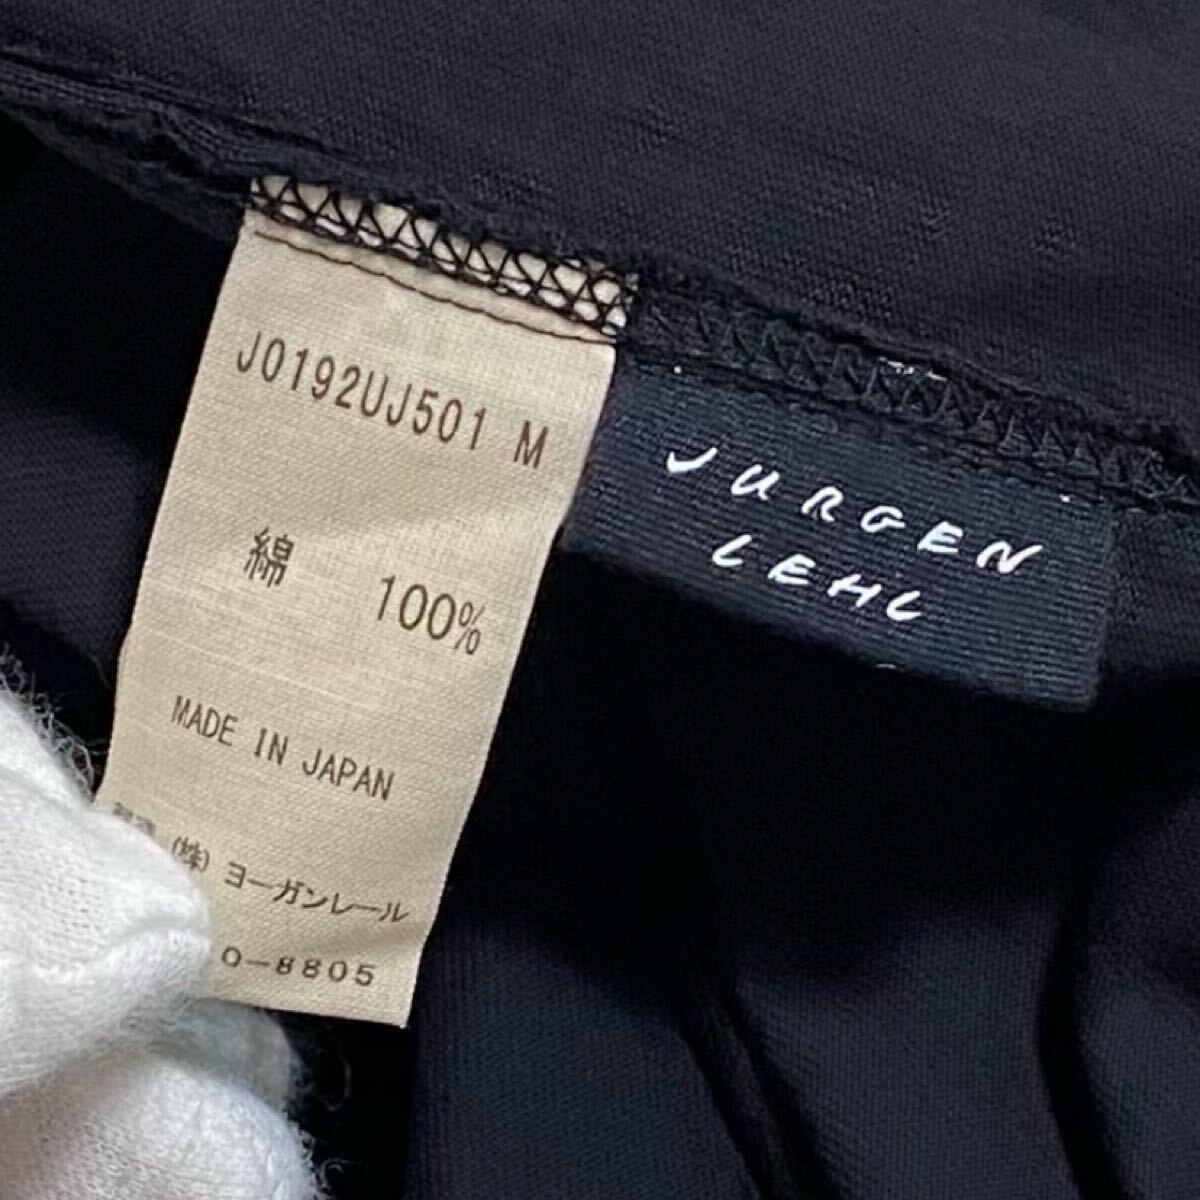 J0192UJ501 M
綿 100%
MADE IN JAPAN
(株) ヨーガンレール
0-8805
JURGEN
LEHL